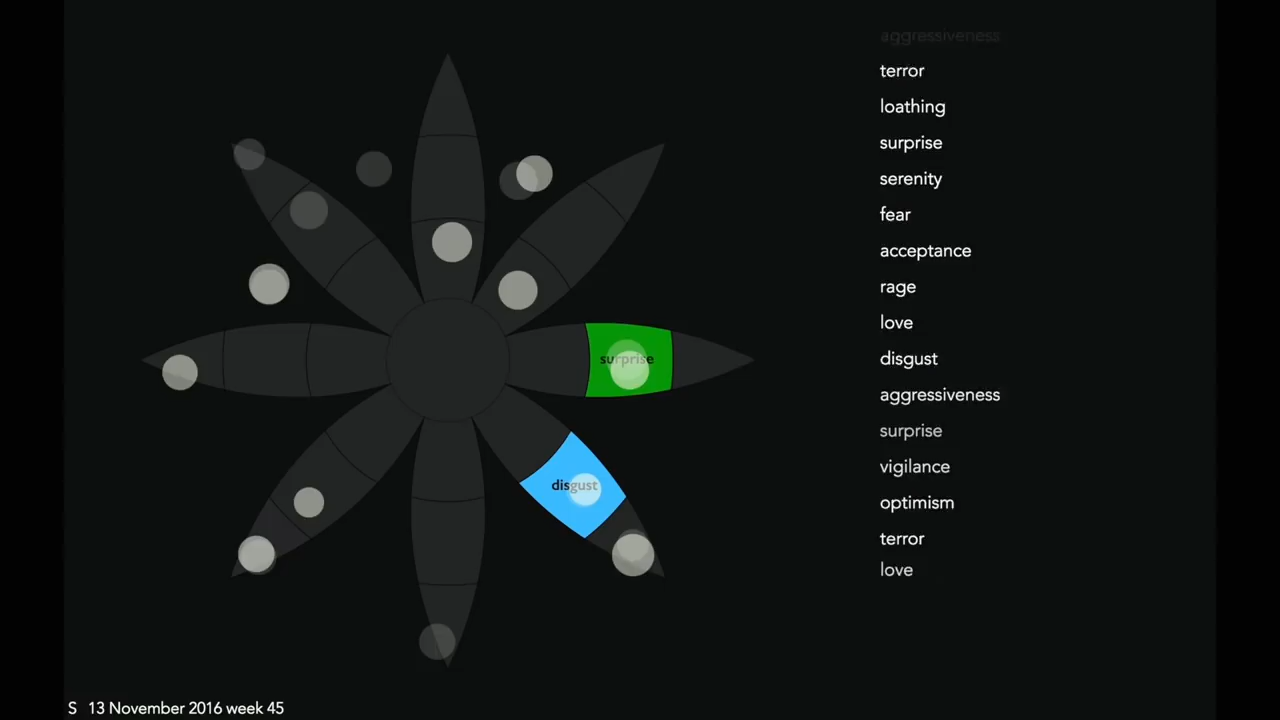 aggressiveness
terror
loathing
surprise
serenity
fear
acceptance
rage
love
disgust
aggressiveness
surprise
vigilance
optimism
terror
love
surprise
disgust
S 13 November 2016 week 45